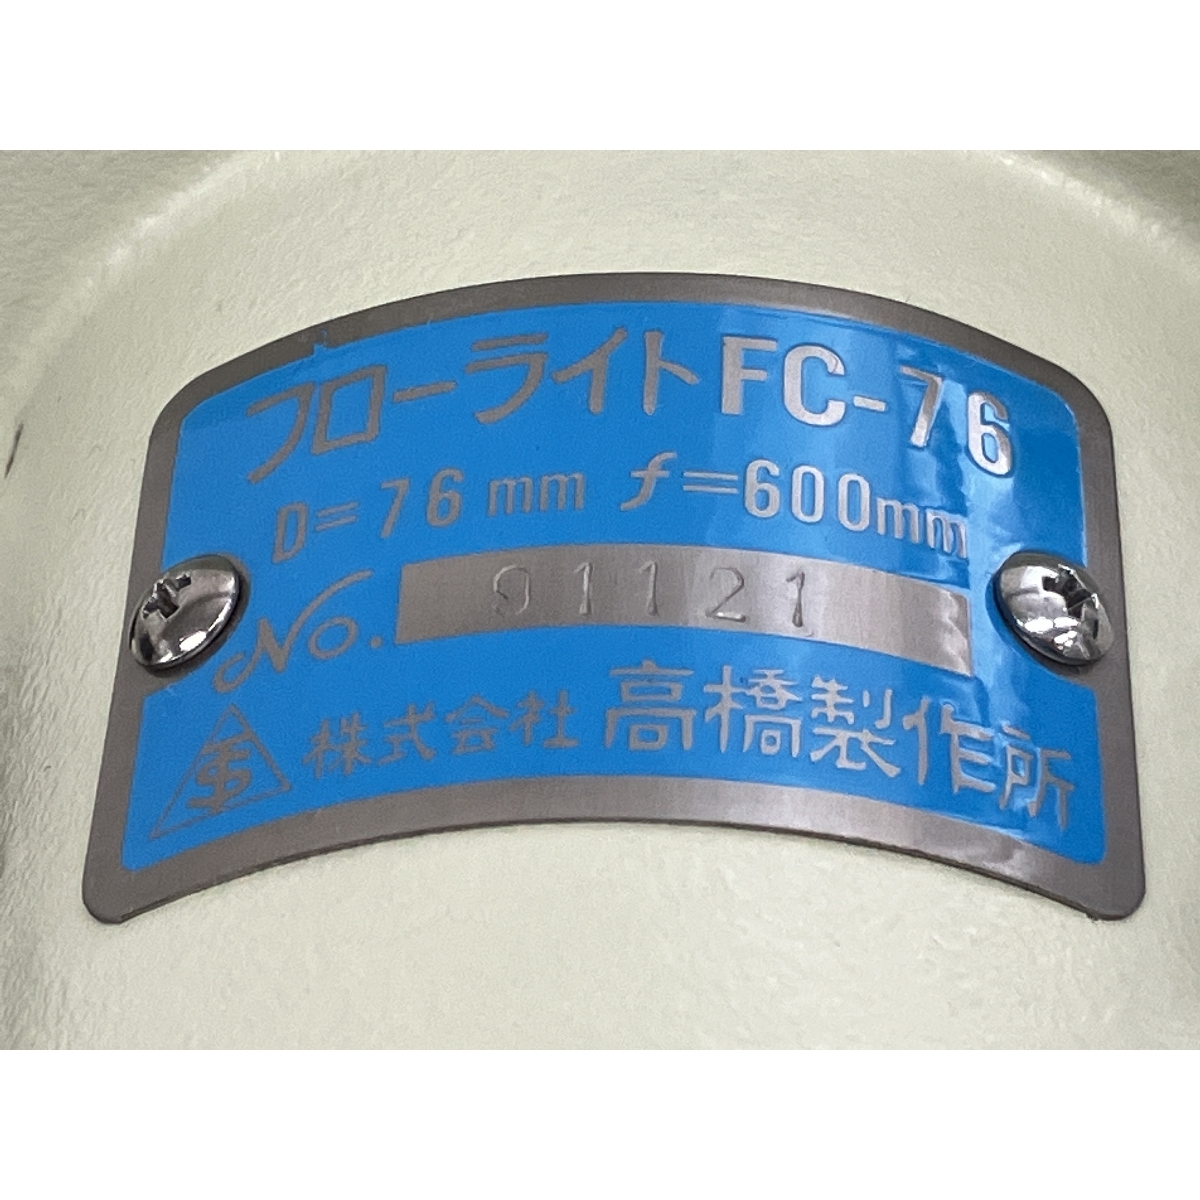 フローライトFC-76
D=76mm f=600mm
No. 91121
TS 株式会社 高橋製作所